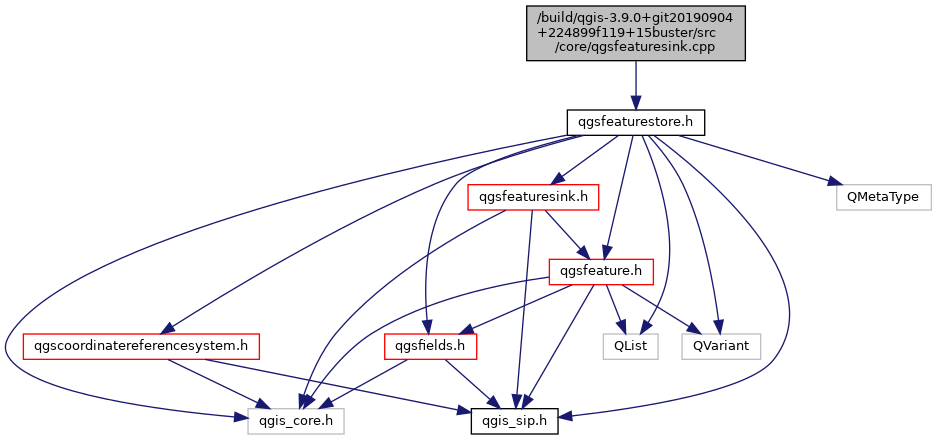 /build/qgis-3.9.0+git20190904
+224899f119+15buster/src
/core/qgsfeaturesink.cpp
qgsfeaturestore.h
qgsfeaturesink.h
QMetaType
qgsfeature.h
qgscoordinatereferencesystem.h
qgsfields.h
QList
QVariant
qgis_core.h
qgis_sip.h